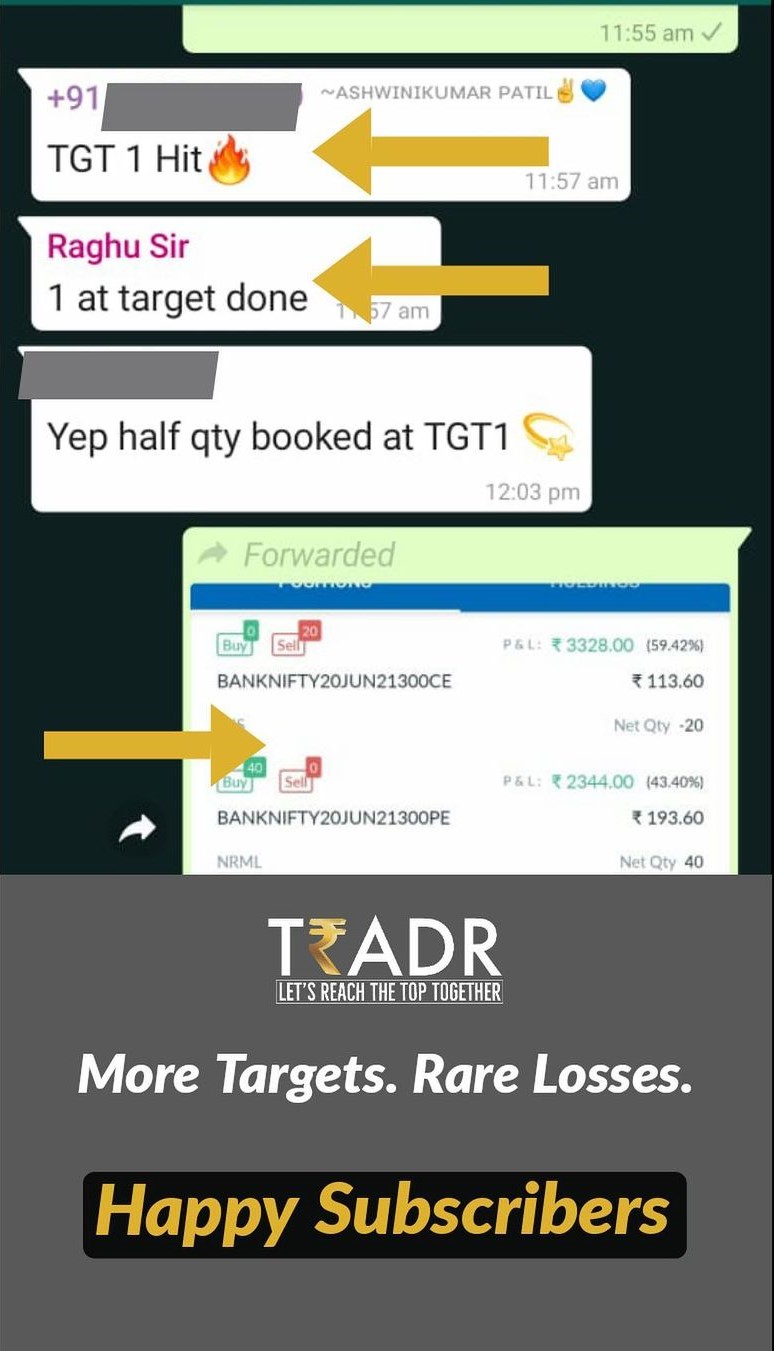 11:55 am
+91 ~ASHWINIKUMAR PATIL✌💙
TGT 1 Hit🔥
11:57 am
Raghu Sir
1 at target done
57 am
Yep half qty booked at TGT1 💫
12:03 pm
Forwarded
POSITIONS HOLDINGS
0 20
Buy Sell P & L: ₹ 3328.00 (59.42%)
BANKNIFTY20JUN21300CE ₹ 113.60
Net Qty -20
40 0
Buy Sell P & L: ₹ 2344.00 (43.40%)
BANKNIFTY20JUN21300PE ₹ 193.60
NRML Net Qty 40
T₹ADR
LET'S REACH THE TOP TOGETHER
More Targets. Rare Losses.
Happy Subscribers